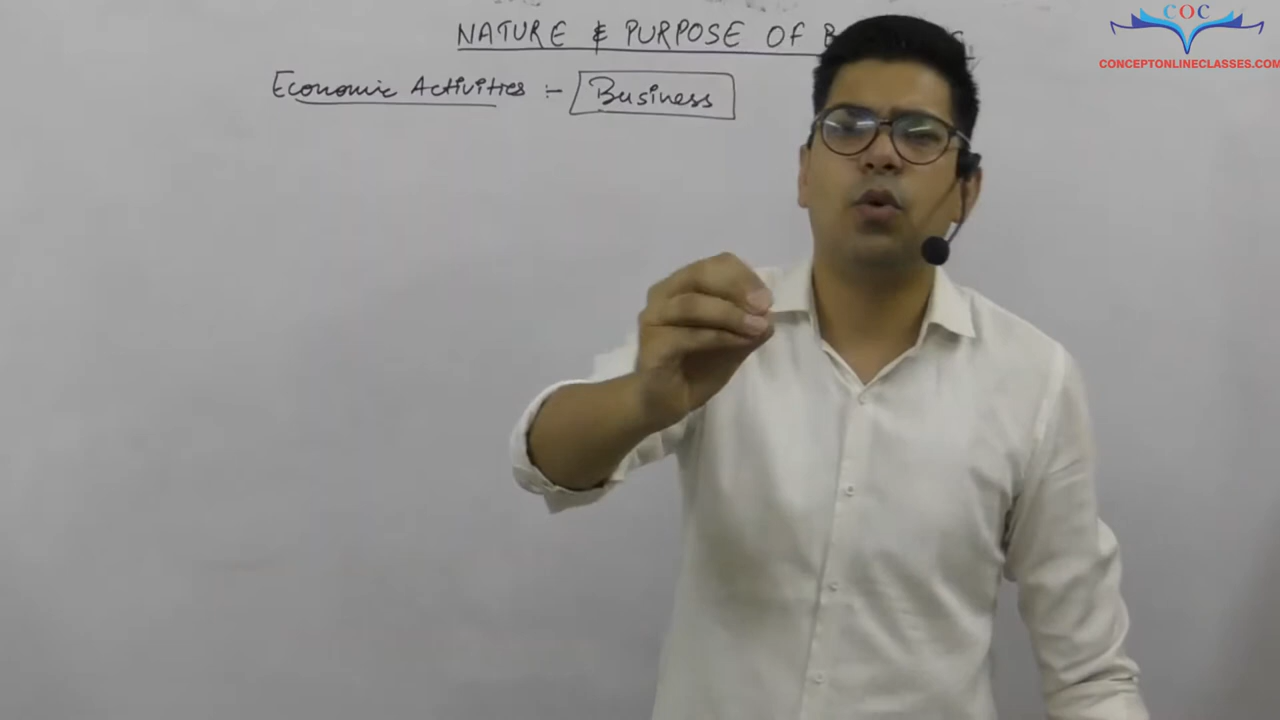 COC
CONCEPTONLINECLASSES.COM
NATURE & PURPOSE OF
Economic Activities :- Business